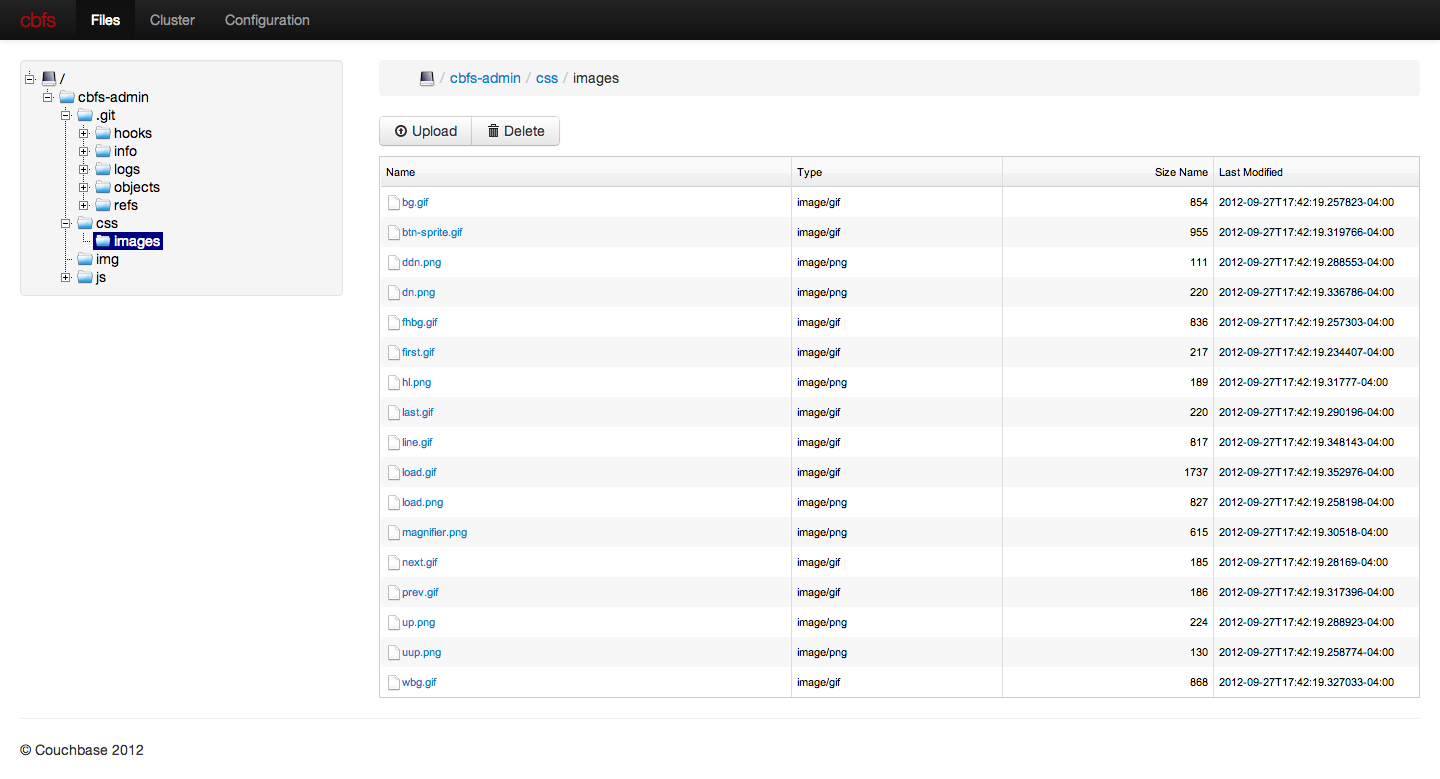 cbfs Files Cluster Configuration
/
cbfs-admin
.git
hooks
info
logs
objects
refs
css
images
img
js
/ cbfs-admin / css / images
Upload Delete
Name Type Size Name Last Modified
bg.gif image/gif 854 2012-09-27T17:42:19.257823-04:00
btn-sprite.gif image/gif 955 2012-09-27T17:42:19.319766-04:00
ddn.png image/png 111 2012-09-27T17:42:19.288553-04:00
dn.png image/png 220 2012-09-27T17:42:19.336786-04:00
fhbg.gif image/gif 836 2012-09-27T17:42:19.257303-04:00
first.gif image/gif 217 2012-09-27T17:42:19.234407-04:00
hl.png image/png 189 2012-09-27T17:42:19.31777-04:00
last.gif image/gif 220 2012-09-27T17:42:19.290196-04:00
line.gif image/gif 817 2012-09-27T17:42:19.348143-04:00
load.gif image/gif 1737 2012-09-27T17:42:19.352976-04:00
load.png image/png 827 2012-09-27T17:42:19.258198-04:00
magnifier.png image/png 615 2012-09-27T17:42:19.30518-04:00
next.gif image/gif 185 2012-09-27T17:42:19.28169-04:00
prev.gif image/gif 186 2012-09-27T17:42:19.317396-04:00
up.png image/png 224 2012-09-27T17:42:19.288923-04:00
uup.png image/png 130 2012-09-27T17:42:19.258774-04:00
wbg.gif image/gif 868 2012-09-27T17:42:19.327033-04:00
© Couchbase 2012